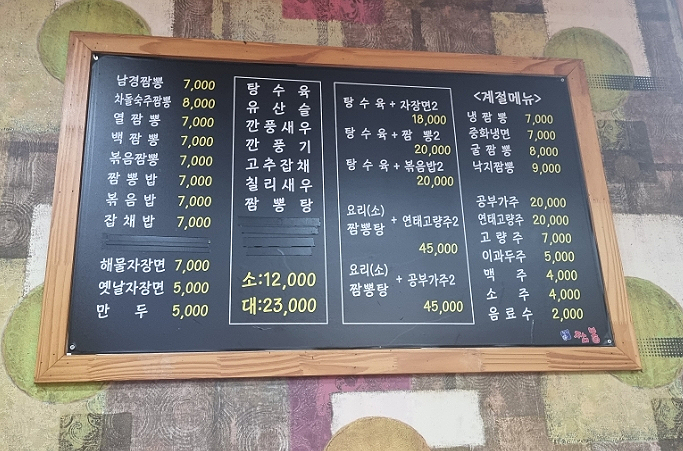 남경짬뽕 7,000
차돌숙주짬뽕 8,000
열 짬 뽕 7,000
백 짬 뽕 7,000
볶음짬뽕 7,000
짬 뽕 밥 7,000
볶 음 밥 7,000
잡 채 밥 7,000
해물자장면 7,000
옛날자장면 5,000
만 두 5,000
탕 수 육
유 산 슬
깐풍새우
깐 풍 기
고추잡채
칠리새우
짬 뽕 탕
소:12,000
대:23,000
탕 수 육 + 자장면2
18,000
탕 수 육 + 짬 뽕2
20,000
탕 수 육 + 볶음밥2
20,000
요리(소)
짬뽕탕 + 연태고량주2
45,000
요리(소)
짬뽕탕 + 공부가주2
45,000
<계절메뉴>
냉 짬 뽕 7,000
중화냉면 7,000
굴 짬 뽕 8,000
낙지짬뽕 9,000
공부가주 20,000
연태고량주 20,000
고 량 주 7,000
이과두주 5,000
맥 주 4,000
소 주 4,000
음 료 수 2,000